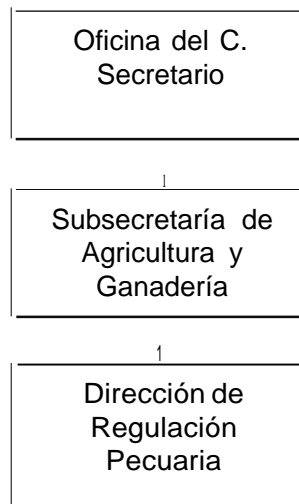 Oficina del C.
Secretario
Subsecretaría de
Agricultura y
Ganadería
Dirección de
Regulación
Pecuaria